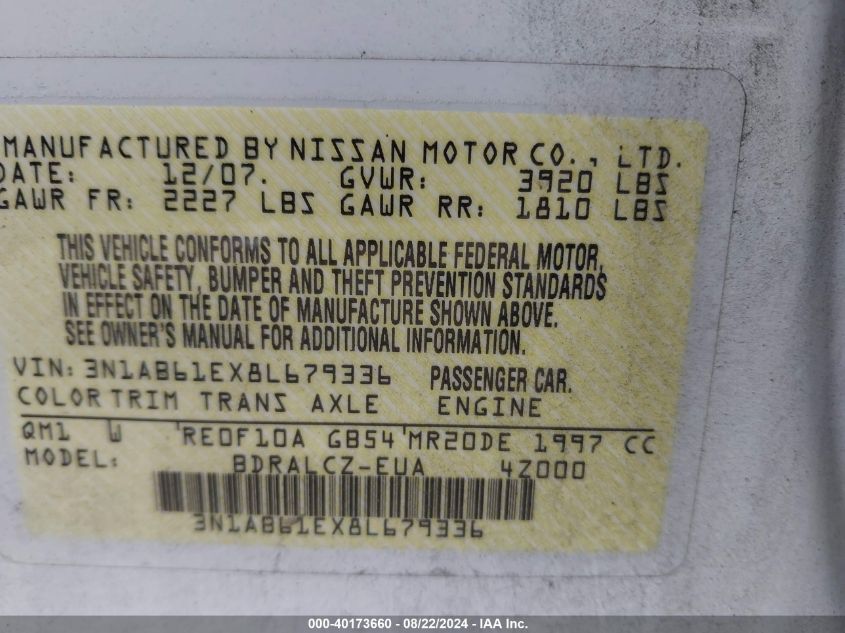 MANUFACTURED BY NISSAN MOTOR CO., LTD.
DATE: 12/07. GVWR: 3920 LBS
GAWR FR: 2227 LBS GAWR RR: 1810 LBS
THIS VEHICLE CONFORMS TO ALL APPLICABLE FEDERAL MOTOR,
VEHICLE SAFETY, BUMPER AND THEFT PREVENTION STANDARDS
IN EFFECT ON THE DATE OF MANUFACTURE SHOWN ABOVE.
SEE OWNER'S MANUAL FOR ADDITIONAL INFORMATION.
VIN: 3N1AB61EX8L679336 PASSENGER CAR.
COLOR TRIM TRANS AXLE ENGINE
QM1 W RE0F10A GB54 MR20DE 1997 CC
MODEL: BDRALCZ-EUA 4Z000
3N1AB61EX8L679336
000-40173660 - 08/22/2024 - IAA Inc.